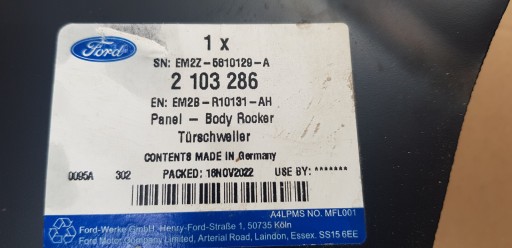 Ford
1 x
SN: EM2Z-5810129-A
2 103 286
EN: EM2B-R10131-AH
Panel - Body Rocker
Türschweller
CONTENTS MADE IN Germany
0095A 302 PACKED: 18NOV2022 USE BY: *******
A4LPMS NO. MFL001
Ford-Werke GmbH, Henry-Ford-Straße 1, 50735 Köln
Ford Motor Company Limited, Arterial Road, Laindon, Essex. SS15 6EE